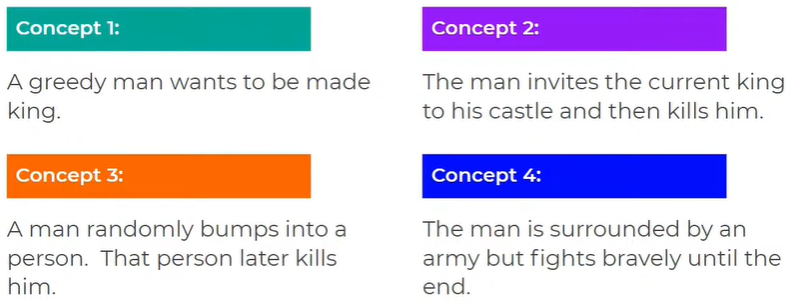 Concept 1:
A greedy man wants to be made
king.
Concept 2:
The man invites the current king
to his castle and then kills him.
Concept 3:
A man randomly bumps into a
person.  That person later kills
him.
Concept 4:
The man is surrounded by an
army but fights bravely until the
end.